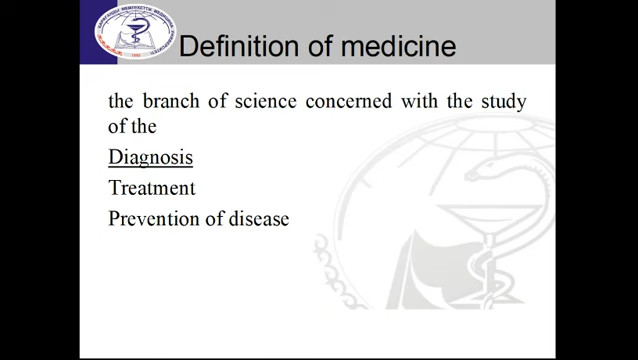 Definition of medicine
the branch of science concerned with the study
of the
Diagnosis
Treatment
Prevention of disease